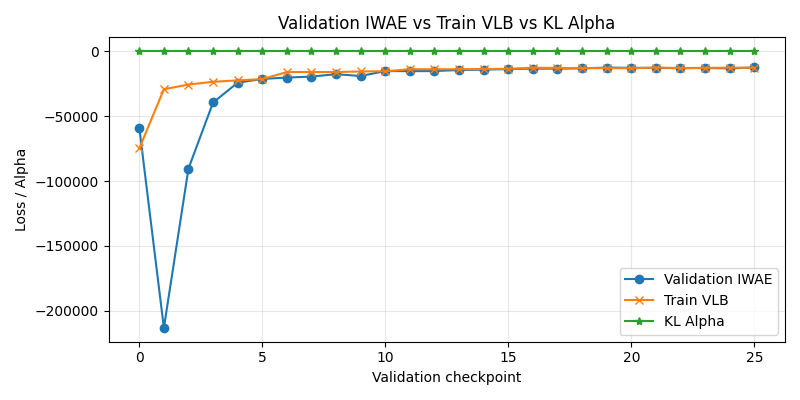 Validation IWAE vs Train VLB vs KL Alpha
Loss / Alpha
0
−50000
−100000
−150000
−200000
0
5
10
15
20
25
Validation checkpoint
Validation IWAE
Train VLB
KL Alpha